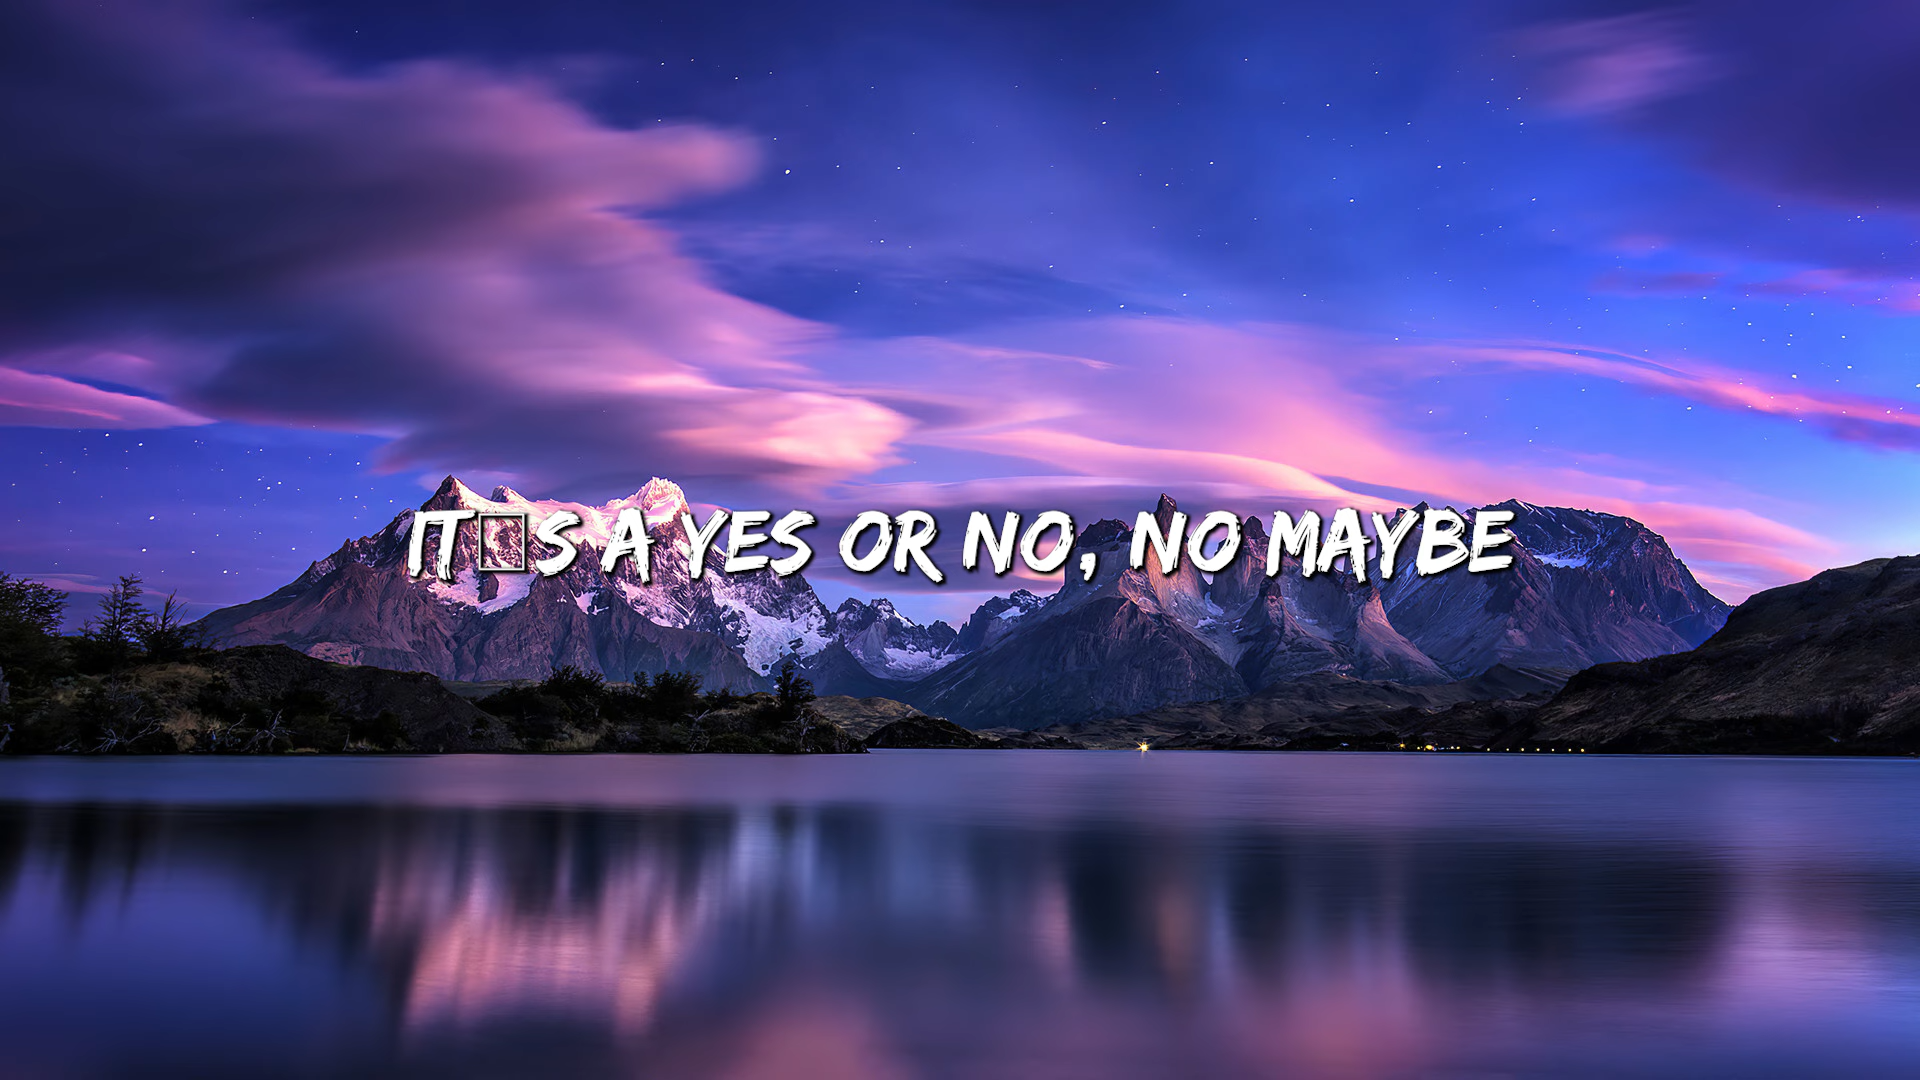 IT□S A YES OR NO, NO MAYBE